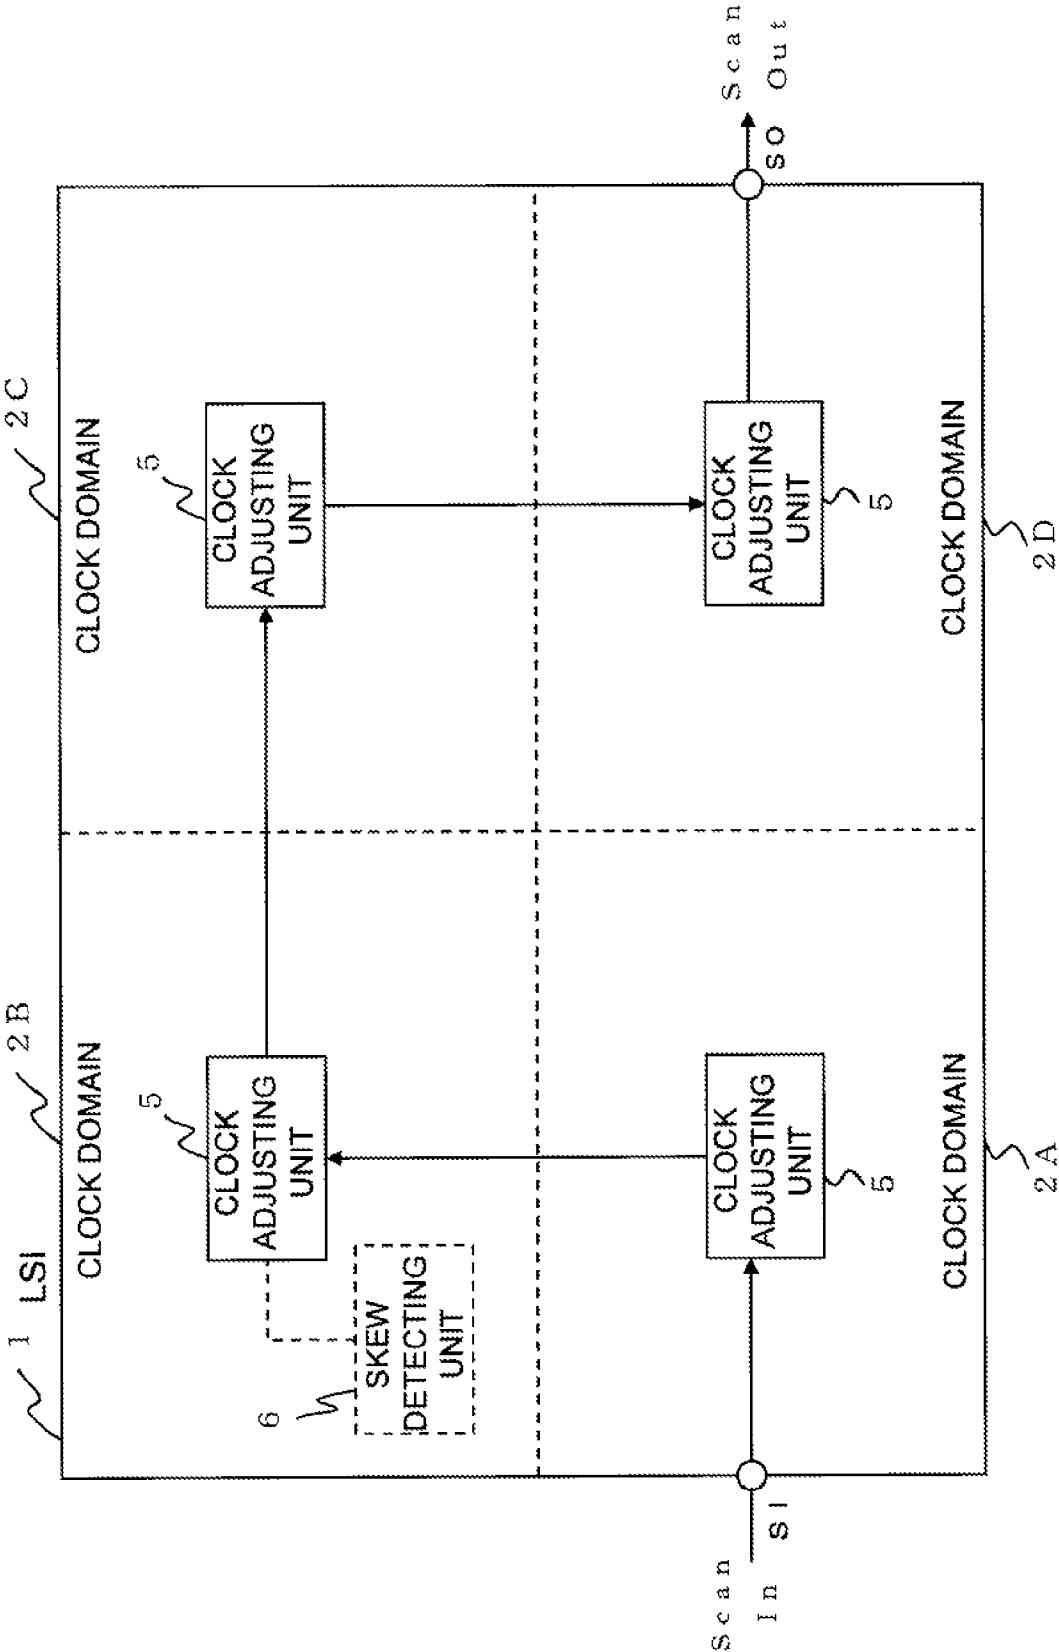 1
LSI
2B
2C
CLOCK DOMAIN
CLOCK DOMAIN
5
5
CLOCK
ADJUSTING
UNIT
CLOCK
ADJUSTING
UNIT
6
SKEW
DETECTING
UNIT
Scan
In
SI
CLOCK
ADJUSTING
UNIT
CLOCK
ADJUSTING
UNIT
SO
Scan
Out
5
5
CLOCK DOMAIN
CLOCK DOMAIN
2A
2D